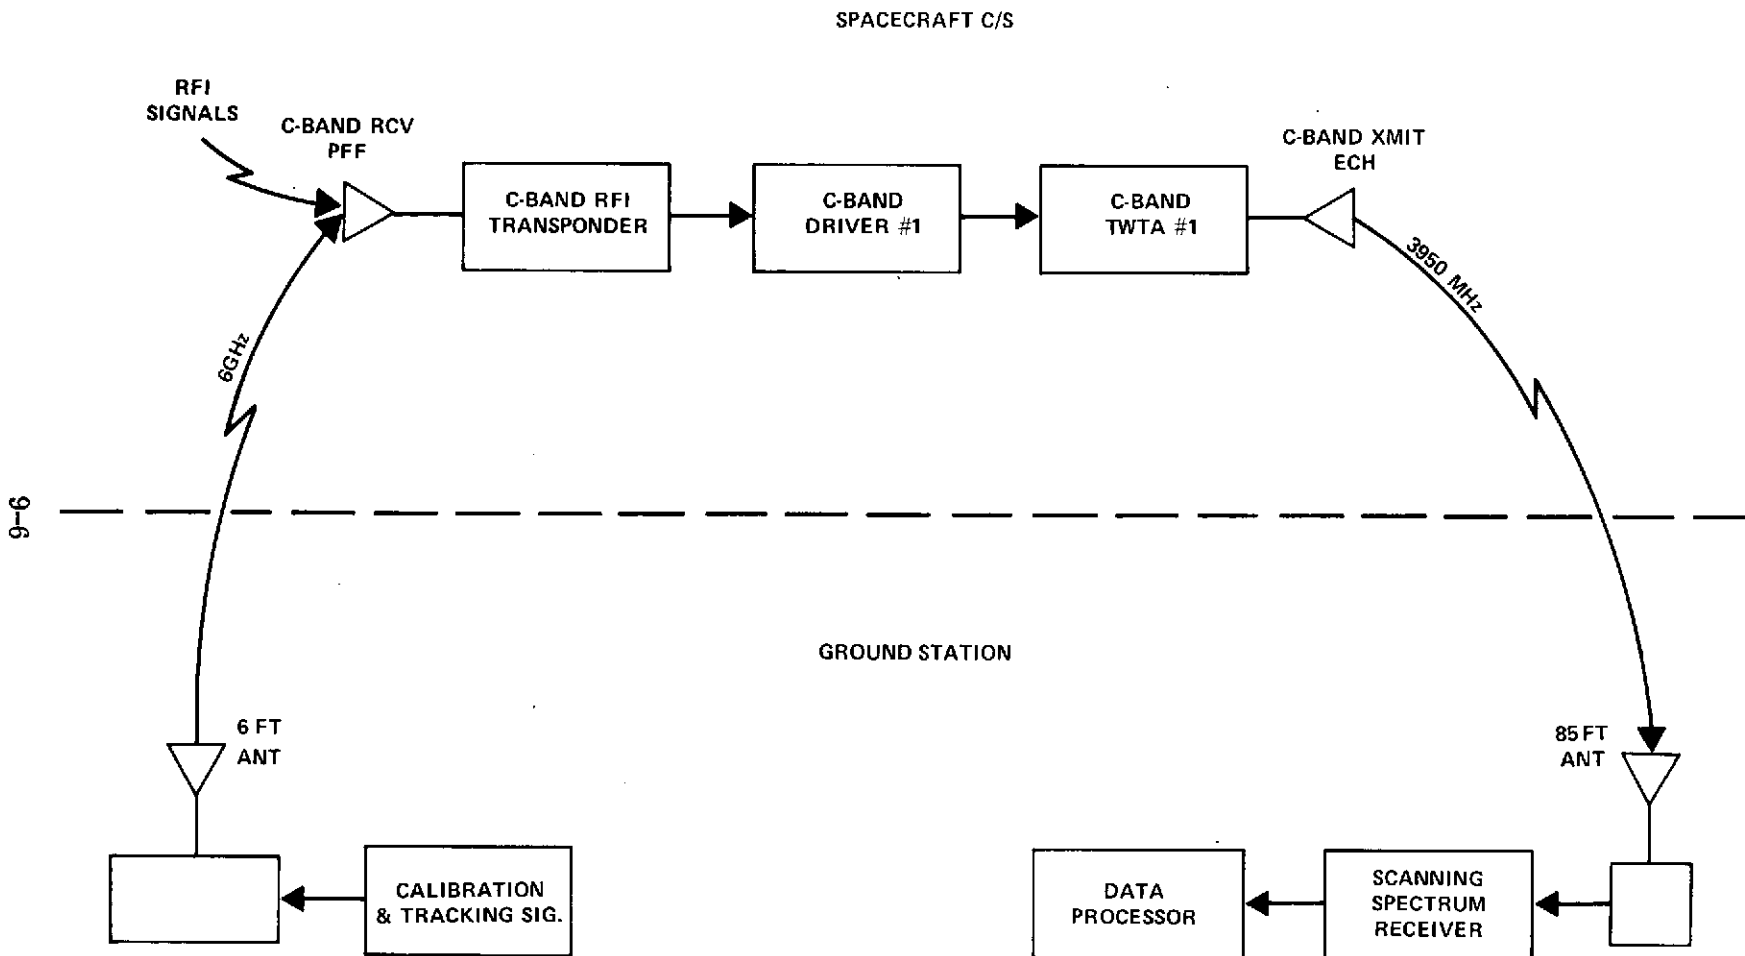 SPACECRAFT C/S
RFI
SIGNALS
C-BAND RCV
PFF
C-BAND RFI
TRANSPONDER
C-BAND
DRIVER #1
C-BAND
TWTA #1
C-BAND XMIT
ECH
6GHz
3950 MHz
9-6
GROUND STATION
6 FT
ANT
CALIBRATION
& TRACKING SIG.
85 FT
ANT
DATA
PROCESSOR
SCANNING
SPECTRUM
RECEIVER